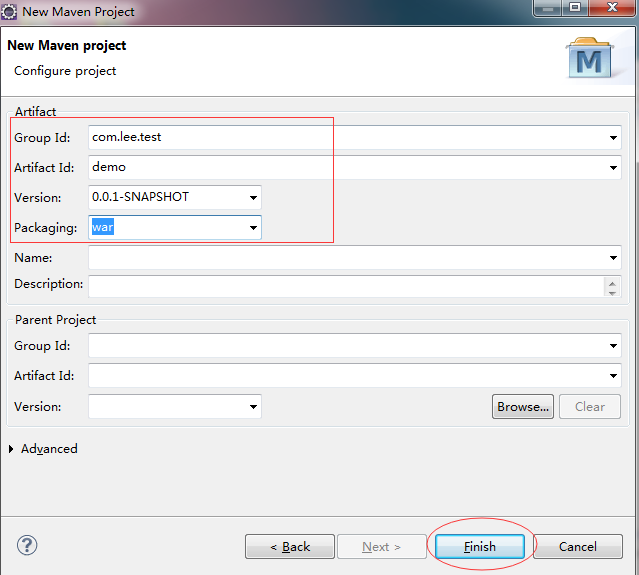 New Maven Project
New Maven project
Configure project
M
Artifact
Group Id: com.lee.test
Artifact Id: demo
Version: 0.0.1-SNAPSHOT
Packaging: war
Name:
Description:
Parent Project
Group Id:
Artifact Id:
Version: Browse... Clear
Advanced
? < Back Next > Finish Cancel